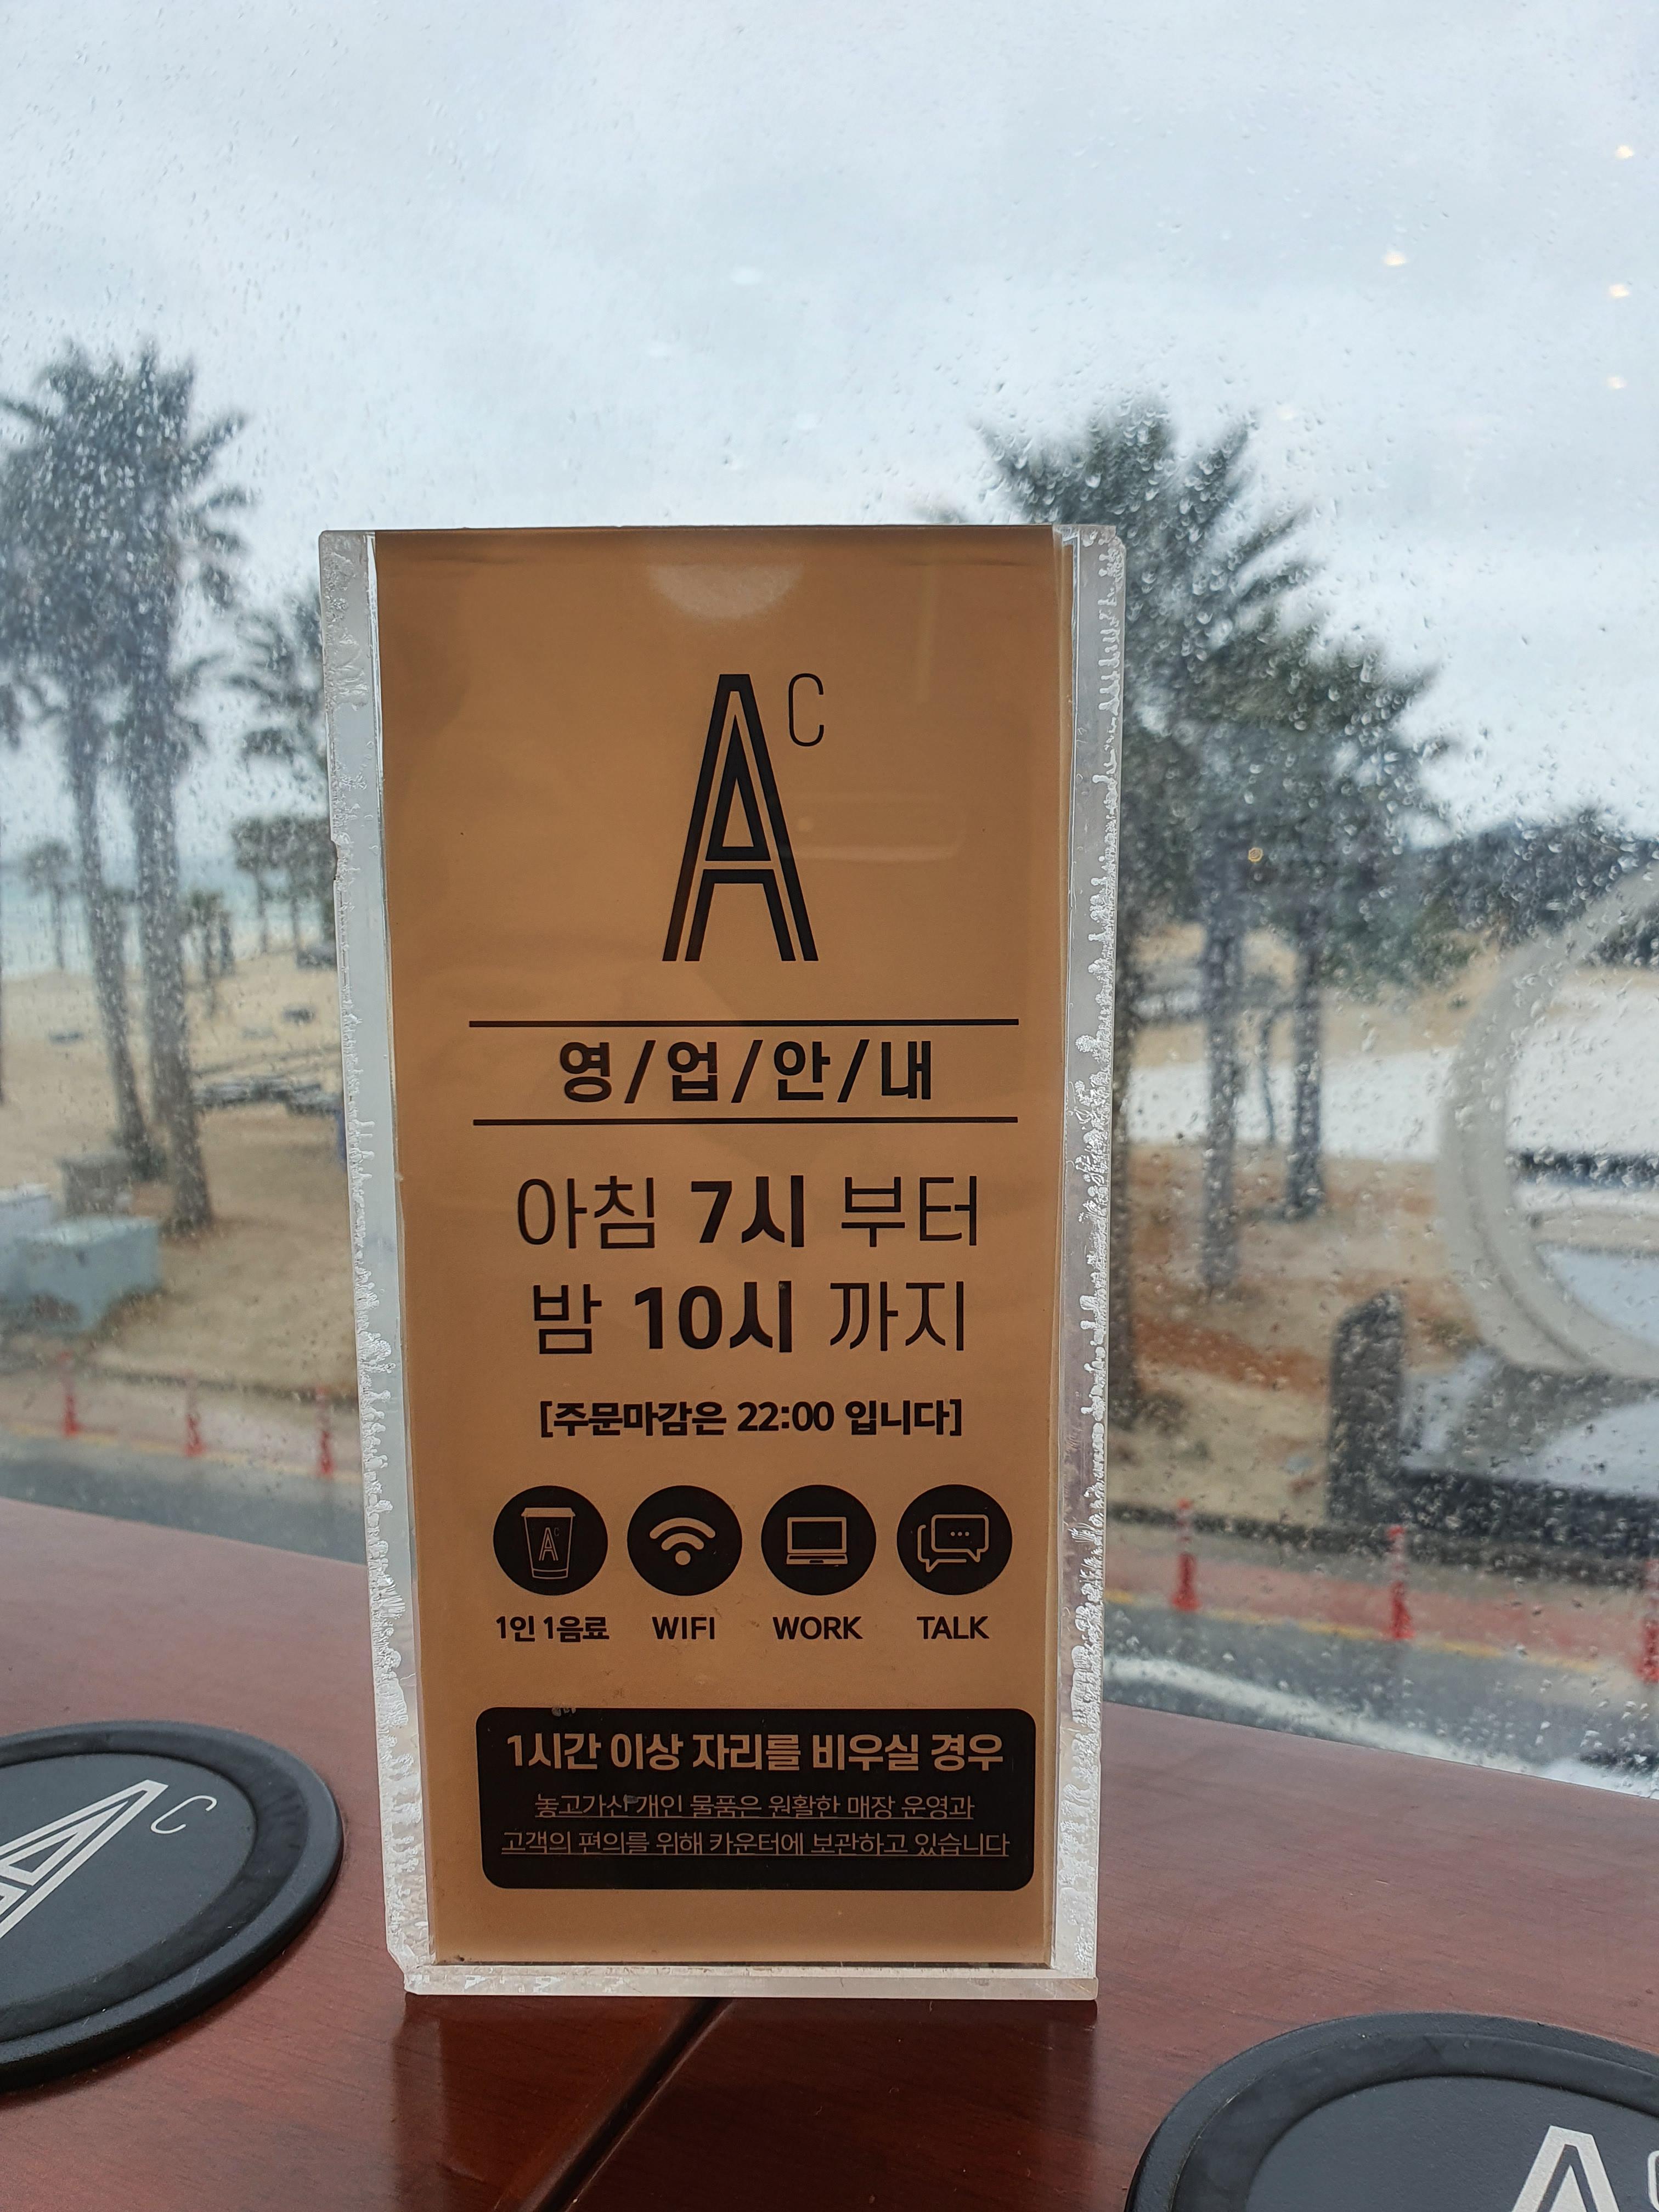 A C
영/업/안/내
아침 7시 부터
밤 10시 까지
[주문마감은 22:00 입니다]
A C
1인 1음료 WIFI WORK TALK
1시간 이상 자리를 비우실 경우
놓고가신 개인 물품은 원활한 매장 운영과
고객의 편의를 위해 카운터에 보관하고 있습니다
A C
A